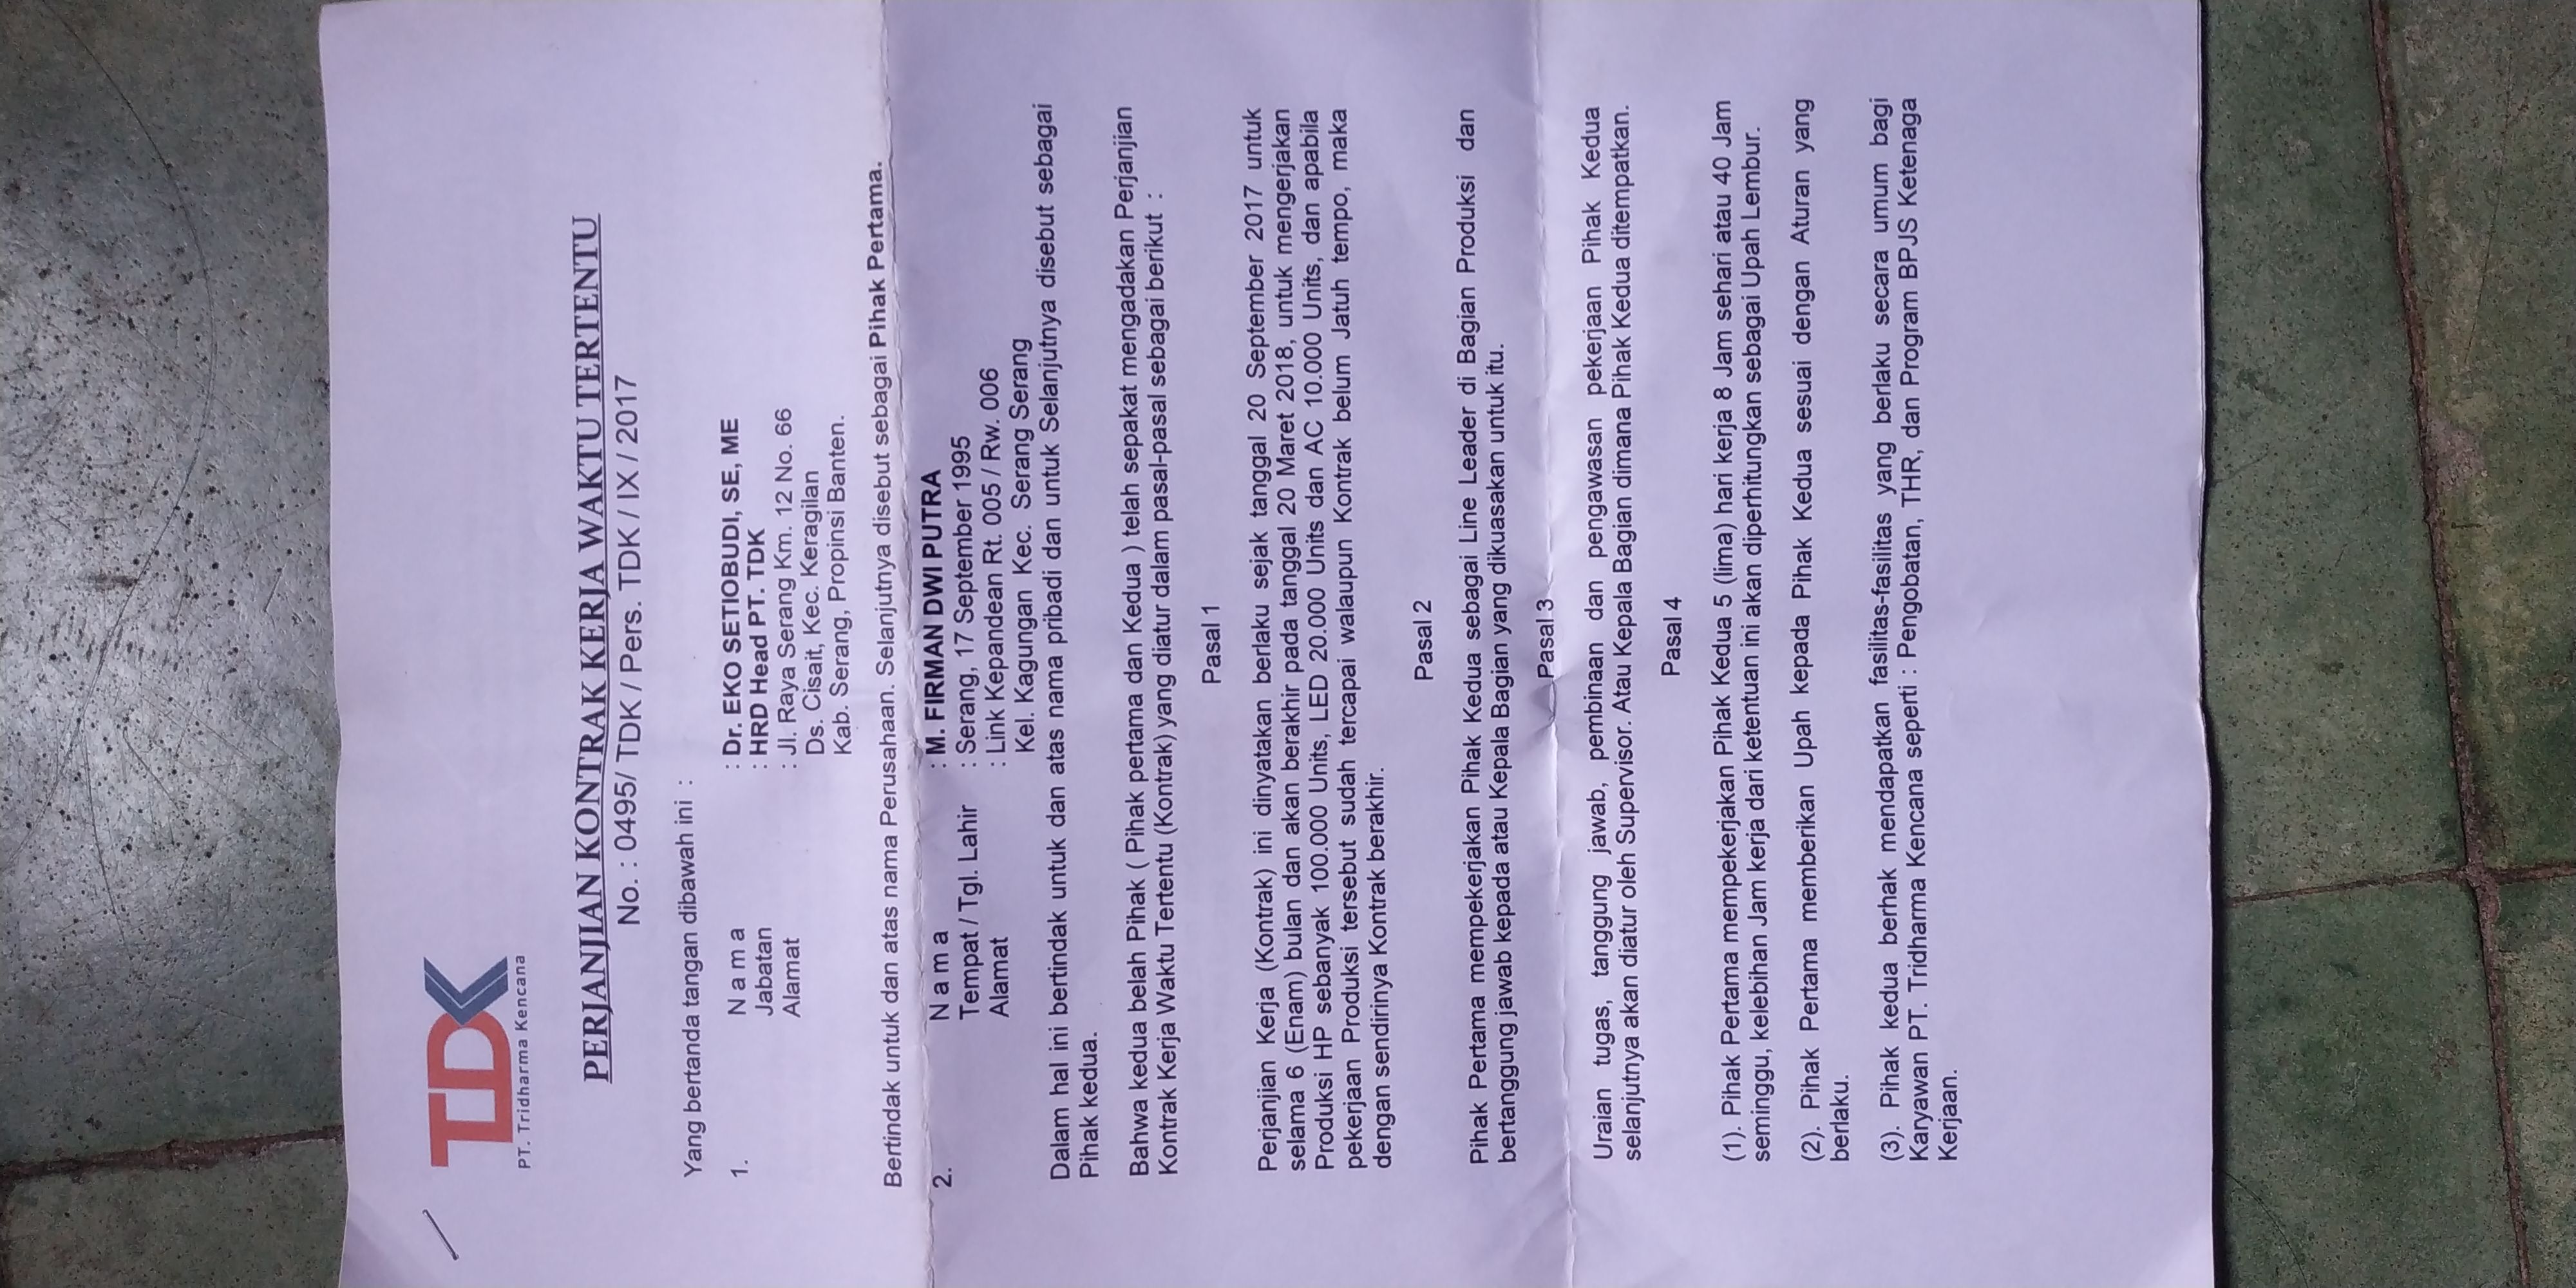 TDK
PT. Tridharma Kencana
PERJANJIAN KONTRAK KERJA WAKTU TERTENTU
No. : 0495/ TDK / Pers. TDK / IX / 2017
Yang bertanda tangan dibawah ini :
1. N a m a : Dr. EKO SETIOBUDI, SE, ME
Jabatan : HRD Head PT. TDK
Alamat : Jl. Raya Serang Km. 12 No. 66
Ds. Cisait, Kec. Keragilan
Kab. Serang, Propinsi Banten.
Bertindak untuk dan atas nama Perusahaan. Selanjutnya disebut sebagai Pihak Pertama.
2. N a m a : M. FIRMAN DWI PUTRA
Tempat / Tgl. Lahir : Serang, 17 September 1995
Alamat : Link Kepandean Rt. 005 / Rw. 006
Kel. Kagungan Kec. Serang Serang
Dalam hal ini bertindak untuk dan atas nama pribadi dan untuk Selanjutnya disebut sebagai
Pihak kedua.
Bahwa kedua belah Pihak ( Pihak pertama dan Kedua ) telah sepakat mengadakan Perjanjian
Kontrak Kerja Waktu Tertentu (Kontrak) yang diatur dalam pasal-pasal sebagai berikut :
Pasal 1
Perjanjian Kerja (Kontrak) ini dinyatakan berlaku sejak tanggal 20 September 2017 untuk
selama 6 (Enam) bulan dan akan berakhir pada tanggal 20 Maret 2018, untuk mengerjakan
Produksi HP sebanyak 100.000 Units, LED 20.000 Units dan AC 10.000 Units, dan apabila
pekerjaan Produksi tersebut sudah tercapai walaupun Kontrak belum Jatuh tempo, maka
dengan sendirinya Kontrak berakhir.
Pasal 2
Pihak Pertama mempekerjakan Pihak Kedua sebagai Line Leader di Bagian Produksi dan
bertanggung jawab kepada atau Kepala Bagian yang dikuasakan untuk itu.
Pasal 3
Uraian tugas, tanggung jawab, pembinaan dan pengawasan pekerjaan Pihak Kedua
selanjutnya akan diatur oleh Supervisor. Atau Kepala Bagian dimana Pihak Kedua ditempatkan.
Pasal 4
(1). Pihak Pertama mempekerjakan Pihak Kedua 5 (lima) hari kerja 8 Jam sehari atau 40 Jam
seminggu, kelebihan Jam kerja dari ketentuan ini akan diperhitungkan sebagai Upah Lembur.
(2). Pihak Pertama memberikan Upah kepada Pihak Kedua sesuai dengan Aturan yang
berlaku.
(3). Pihak kedua berhak mendapatkan fasilitas-fasilitas yang berlaku secara umum bagi
Karyawan PT. Tridharma Kencana seperti : Pengobatan, THR, dan Program BPJS Ketenaga
Kerjaan.